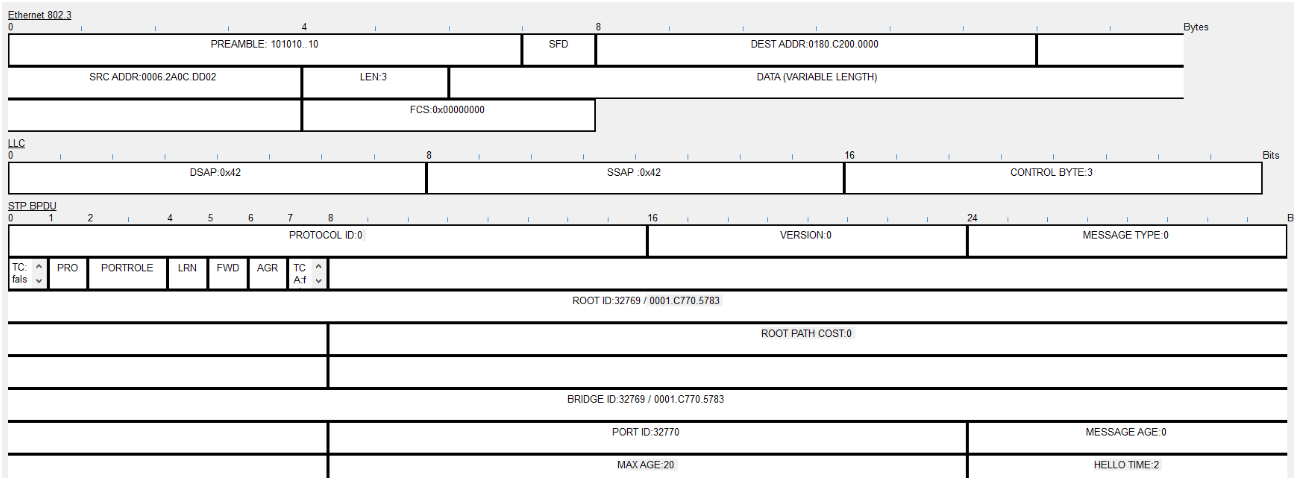 Ethernet 802.3
0 4 8 Bytes
PREAMBLE: 101010..10 SFD DEST ADDR:0180.C200.0000
SRC ADDR:0006.2A0C.DD02 LEN:3 DATA (VARIABLE LENGTH)
FCS:0x00000000
LLC
0 8 16 Bits
DSAP:0x42 SSAP :0x42 CONTROL BYTE:3
STP BPDU
0 1 2 4 5 6 7 8 16 24 B
PROTOCOL ID:0 VERSION:0 MESSAGE TYPE:0
TC: PRO PORTROLE LRN FWD AGR TC
fals A:f
ROOT ID:32769 / 0001.C770.5783
ROOT PATH COST:0
BRIDGE ID:32769 / 0001.C770.5783
PORT ID:32770 MESSAGE AGE:0
MAX AGE:20 HELLO TIME:2